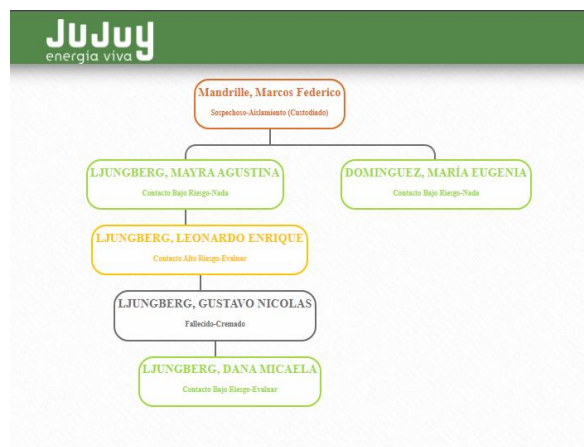 JuJuy
energía viva
Mandrille, Marcos Federico
Sospechoso-Aislamiento (Custodiado)
LJUNGBERG, MAYRA AGUSTINA
Contacto Bajo Riesgo-Nada
DOMINGUEZ, MARÍA EUGENIA
Contacto Bajo Riesgo-Nada
LJUNGBERG, LEONARDO ENRIQUE
Contacto Alto Riesgo-Evaluar
LJUNGBERG, GUSTAVO NICOLAS
Fallecido-Cremado
LJUNGBERG, DANA MICAELA
Contacto Bajo Riesgo-Evaluar